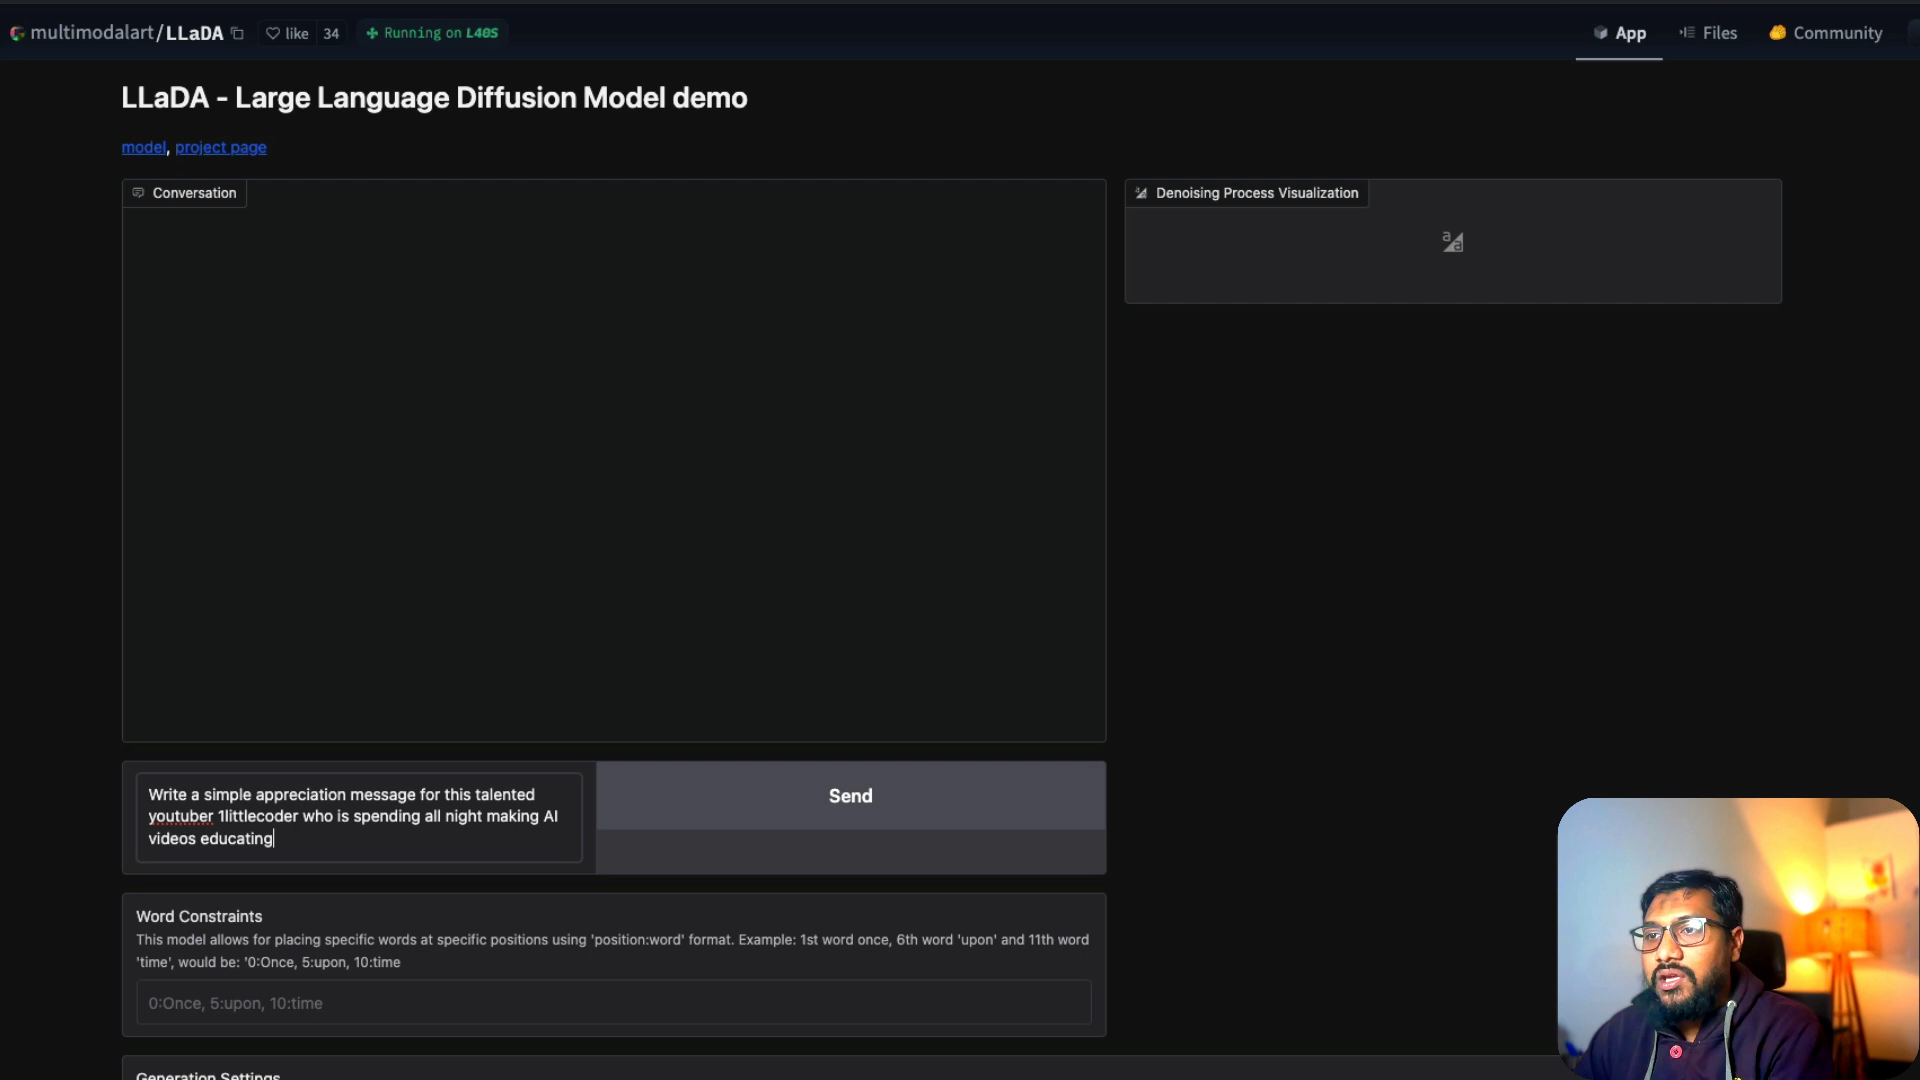 multimodalart/LLaDA like 34 Running on L40S App Files Community
LLaDA - Large Language Diffusion Model demo
model, project page
Conversation
Denoising Process Visualization
Write a simple appreciation message for this talented
youtuber 1littlecoder who is spending all night making AI
videos educating
Send
Word Constraints
This model allows for placing specific words at specific positions using 'position:word' format. Example: 1st word once, 6th word 'upon' and 11th word
'time', would be: '0:Once, 5:upon, 10:time
0:Once, 5:upon, 10:time
Generation Settings